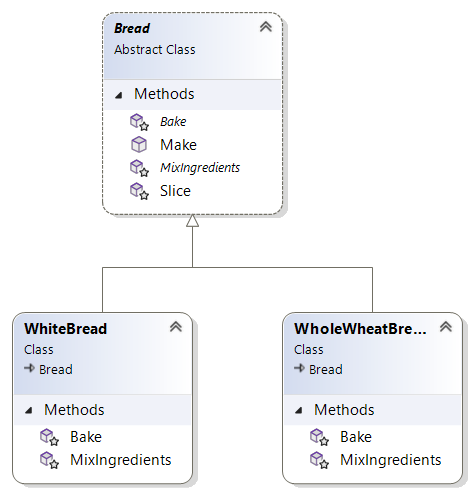 Bread
Abstract Class
Methods
Bake
Make
MixIngredients
Slice
WhiteBread
Class
Bread
Methods
Bake
MixIngredients
WholeWheatBre...
Class
Bread
Methods
Bake
MixIngredients